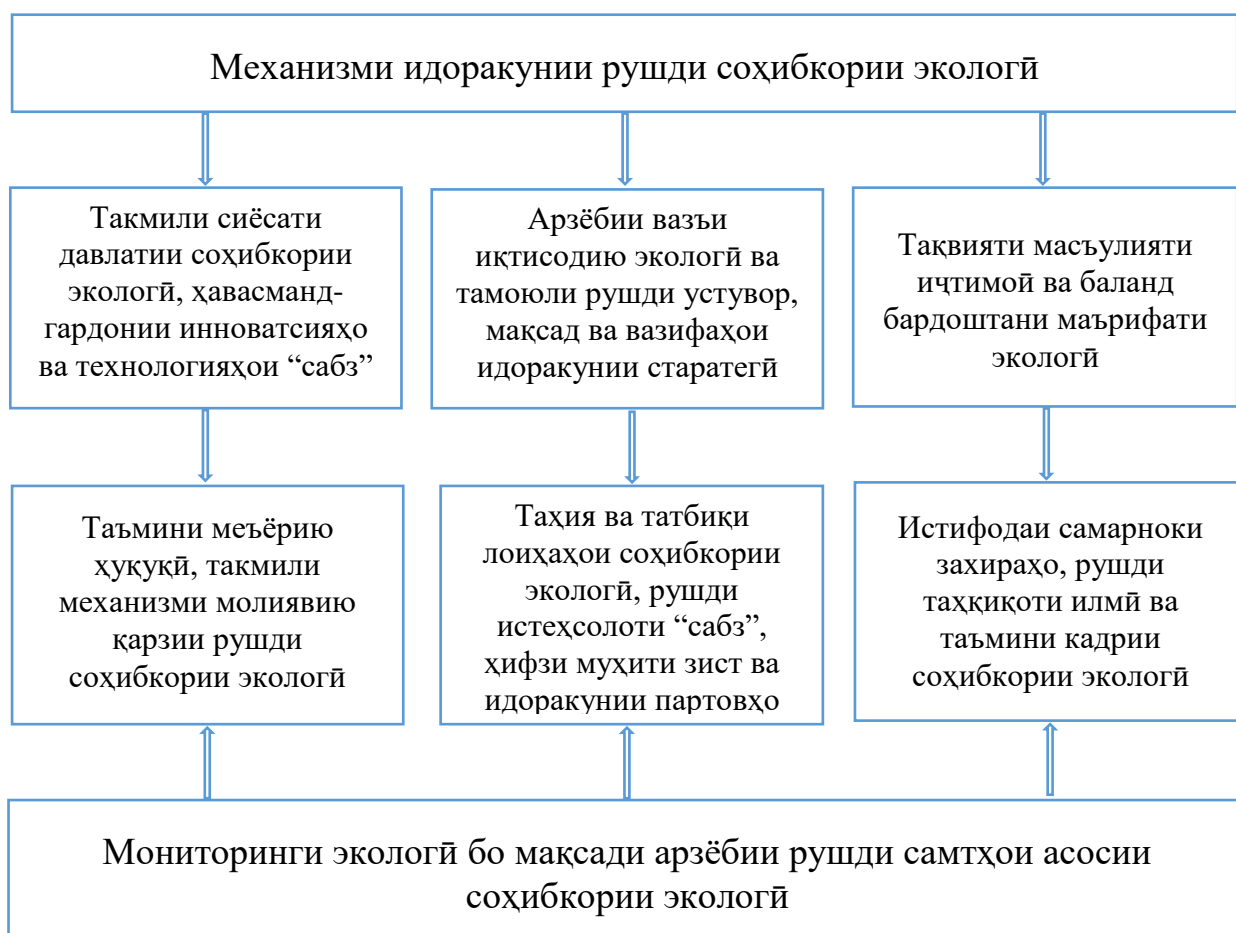 Механизми идоракунии рушди соҳибкории экологӣ
Такмили сиёсати
давлатии соҳибкории
экологӣ, ҳавасманд-
гардонии инноватсияҳо
ва технологияҳои “сабз”
Арзёбии вазъи
иқтисодию экологӣ ва
тамоюли рушди устувор,
мақсад ва вазифаҳои
идоракунии старатегӣ
Тақвияти масъулияти
иҷтимоӣ ва баланд
бардоштани маърифати
экологӣ
Таъмини меъёрию
ҳуқуқӣ, такмили
механизми молиявию
қарзии рушди
соҳибкории экологӣ
Таҳия ва татбиқи
лоиҳаҳои соҳибкории
экологӣ, рушди
истеҳсолоти “сабз”,
ҳифзи муҳити зист ва
идоракунии партовҳо
Истифодаи самарноки
захираҳо, рушди
таҳқиқоти илмӣ ва
таъмини кадрии
соҳибкории экологӣ
Мониторинги экологӣ бо мақсади арзёбии рушди самтҳои асосии
соҳибкории экологӣ